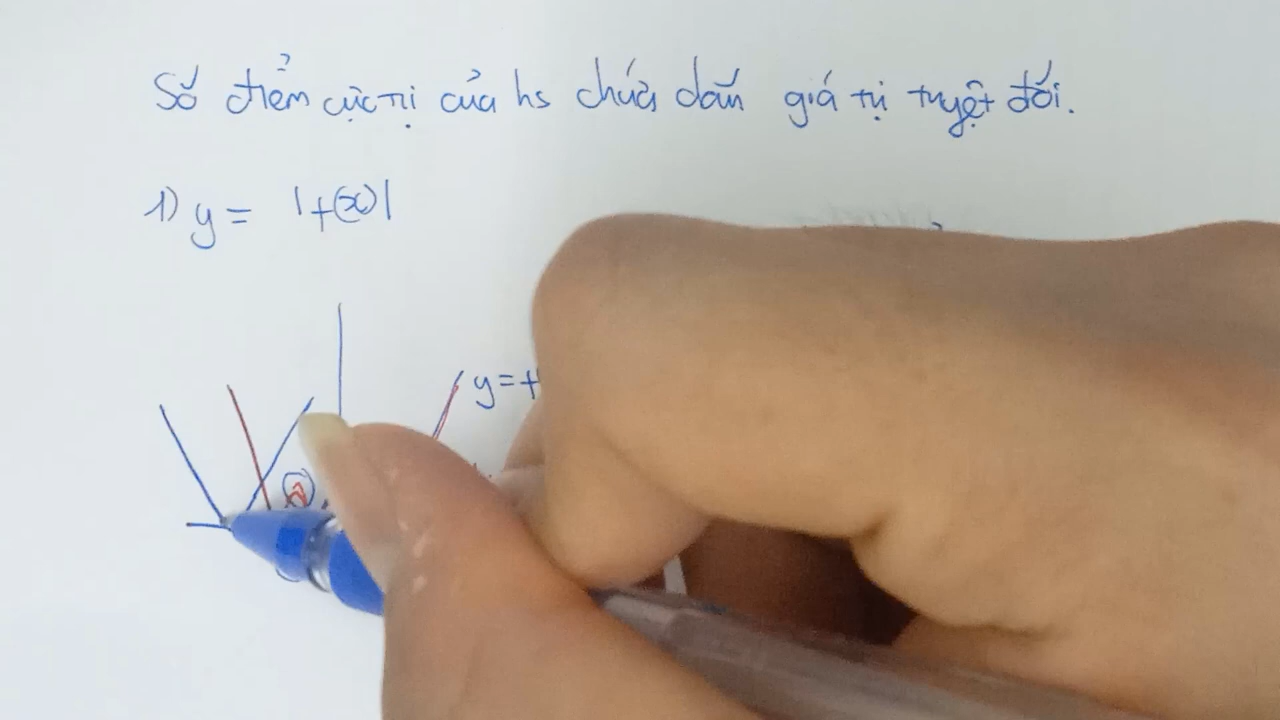 Số điểm cực trị của hs chứa dấu giá trị tuyệt đối.
1) y = |f(x)|
y = f